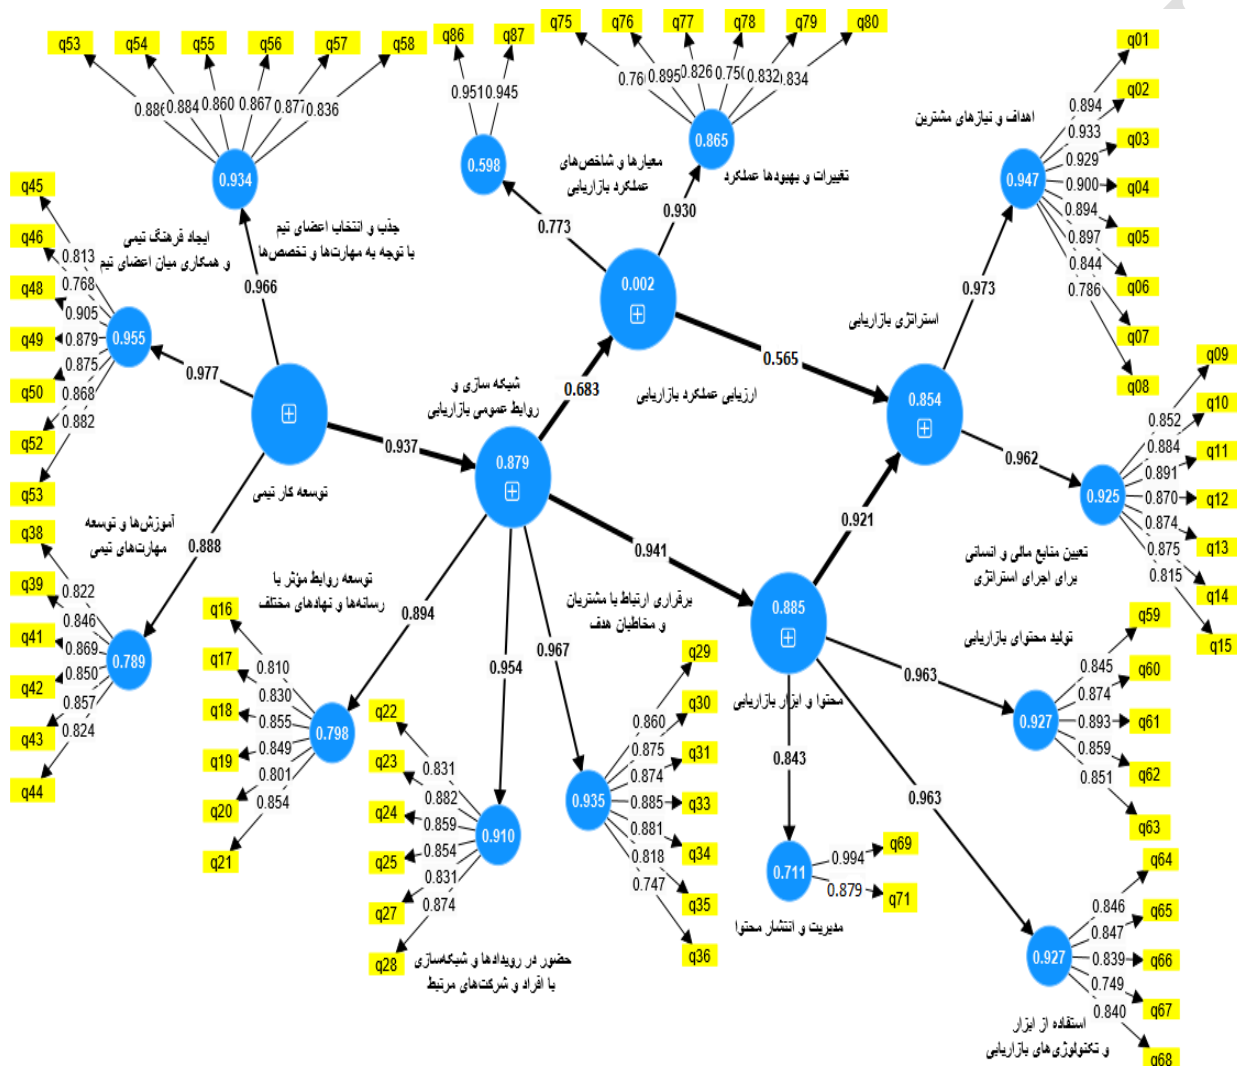 q53
q54
q55
q56
q57
q58
q86
q87
q75
q76
q77
q78
q79
q80
0.884
0.860
0.867
0.836
0.934
0.951
0.945
0.598
0.895
0.826
0.832
0.834
0.865
معیارها و شاخص‌های
عملکرد بازاریابی
تغییرات و بهبودها عملکرد
0.773
0.930
اهداف و نیازهای مشترین
q01
q02
q03
q04
q05
q06
q07
q08
0.894
0.933
0.929
0.900
0.894
0.897
0.844
0.786
0.947
جذب و انتخاب اعضای تیم
با توجه به مهارت‌ها و تخصص‌ها
0.966
ایجاد فرهنگ تیمی
و همکاری میان اعضای تیم
q45
q46
q48
q49
q50
q52
q53
0.813
0.768
0.905
0.879
0.875
0.868
0.882
0.955
0.977
توسعه کار تیمی
0.937
آموزش‌ها و توسعه
مهارت‌های تیمی
0.888
q38
q39
q41
q42
q43
q44
0.822
0.846
0.869
0.850
0.857
0.824
0.789
شبکه سازی و
روابط عمومی بازاریابی
0.879
0.683
0.002
ارزیابی عملکرد بازاریابی
0.565
استراتژی بازاریابی
0.854
0.973
0.962
تعیین منابع مالی و انسانی
برای اجرای استراتژی
q09
q10
q11
q12
q13
q14
q15
0.852
0.884
0.891
0.870
0.874
0.875
0.815
0.925
توسعه روابط مؤثر با
رسانه‌ها و نهادهای مختلف
0.894
q16
q17
q18
q19
q20
q21
0.810
0.830
0.855
0.849
0.801
0.854
0.798
0.954
q22
q23
q24
q25
q27
q28
0.831
0.882
0.859
0.854
0.831
0.874
0.910
حضور در رویدادها و شبکه‌سازی
با افراد و شرکت‌های مرتبط
برقراری ارتباط با مشتریان
و مخاطبان هدف
0.967
q29
q30
q31
q33
q34
q35
q36
0.860
0.875
0.874
0.885
0.881
0.818
0.747
0.935
0.941
0.921
0.885
محتوا و ابزار بازاریابی
0.843
0.711
0.994
0.879
q69
q71
مدیریت و انتشار محتوا
تولید محتوای بازاریابی
0.963
q59
q60
q61
q62
q63
0.845
0.874
0.893
0.859
0.851
0.927
0.963
q64
q65
q66
q67
q68
0.846
0.847
0.839
0.749
0.840
0.927
استفاده از ابزار
و تکنولوژی‌های بازاریابی